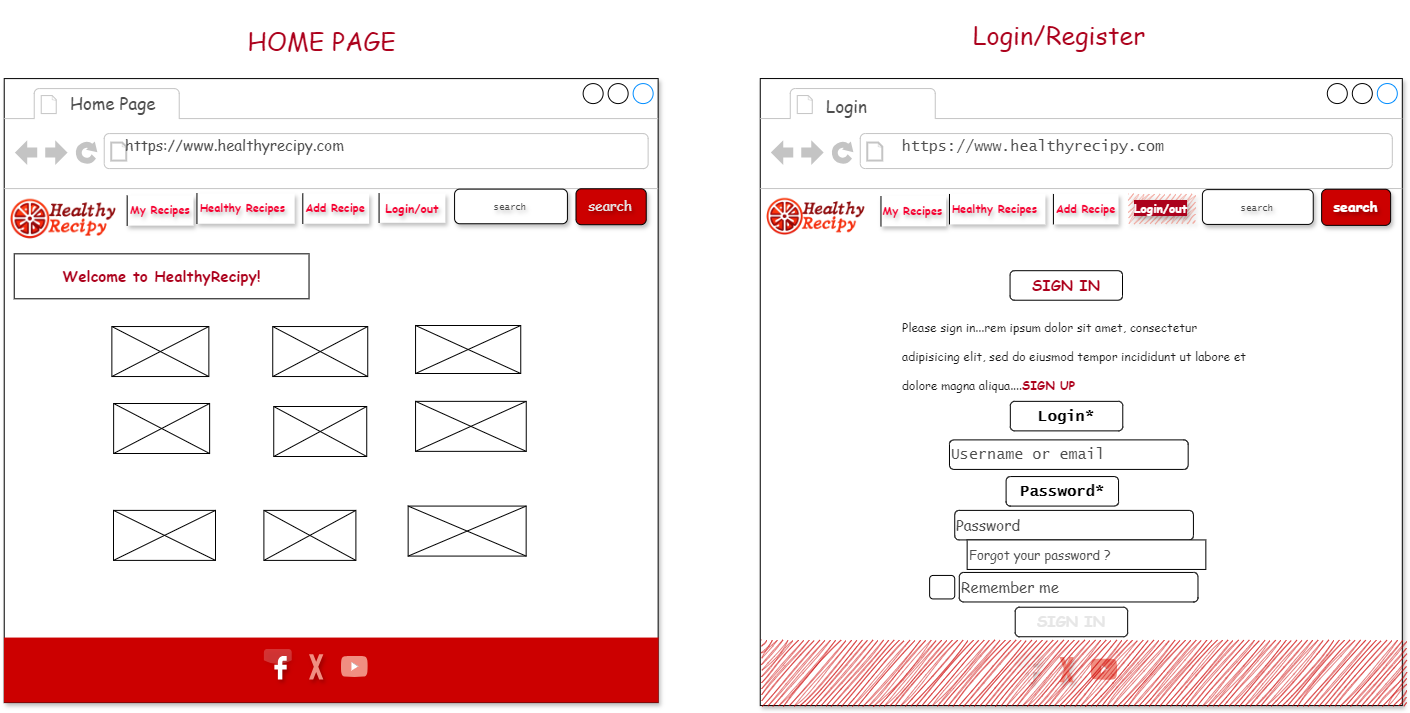 HOME PAGE
Home Page
https://www.healthyrecipy.com
Healthy
Recipy
My Recipes
Healthy Recipes
Add Recipe
Login/out
search
search
Welcome to HealthyRecipy!
f
X
Login/Register
Login
https://www.healthyrecipy.com
Healthy
Recipy
My Recipes
Healthy Recipes
Add Recipe
Login/out
search
search
SIGN IN
Please sign in...rem ipsum dolor sit amet, consectetur
adipisicing elit, sed do eiusmod tempor incididunt ut labore et
dolore magna aliqua....SIGN UP
Login*
Username or email
Password*
Password
Forgot your password ?
Remember me
SIGN IN
X